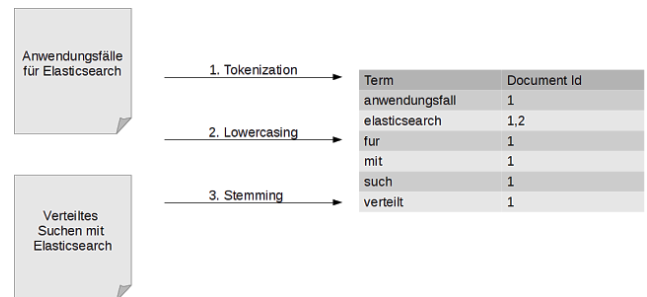 Anwendungsfälle
für Elasticsearch
1. Tokenization
2. Lowercasing
3. Stemming
Verteiltes
Suchen mit
Elasticsearch
Term Document Id
anwendungsfall 1
elasticsearch 1,2
fur 1
mit 1
such 1
verteilt 1